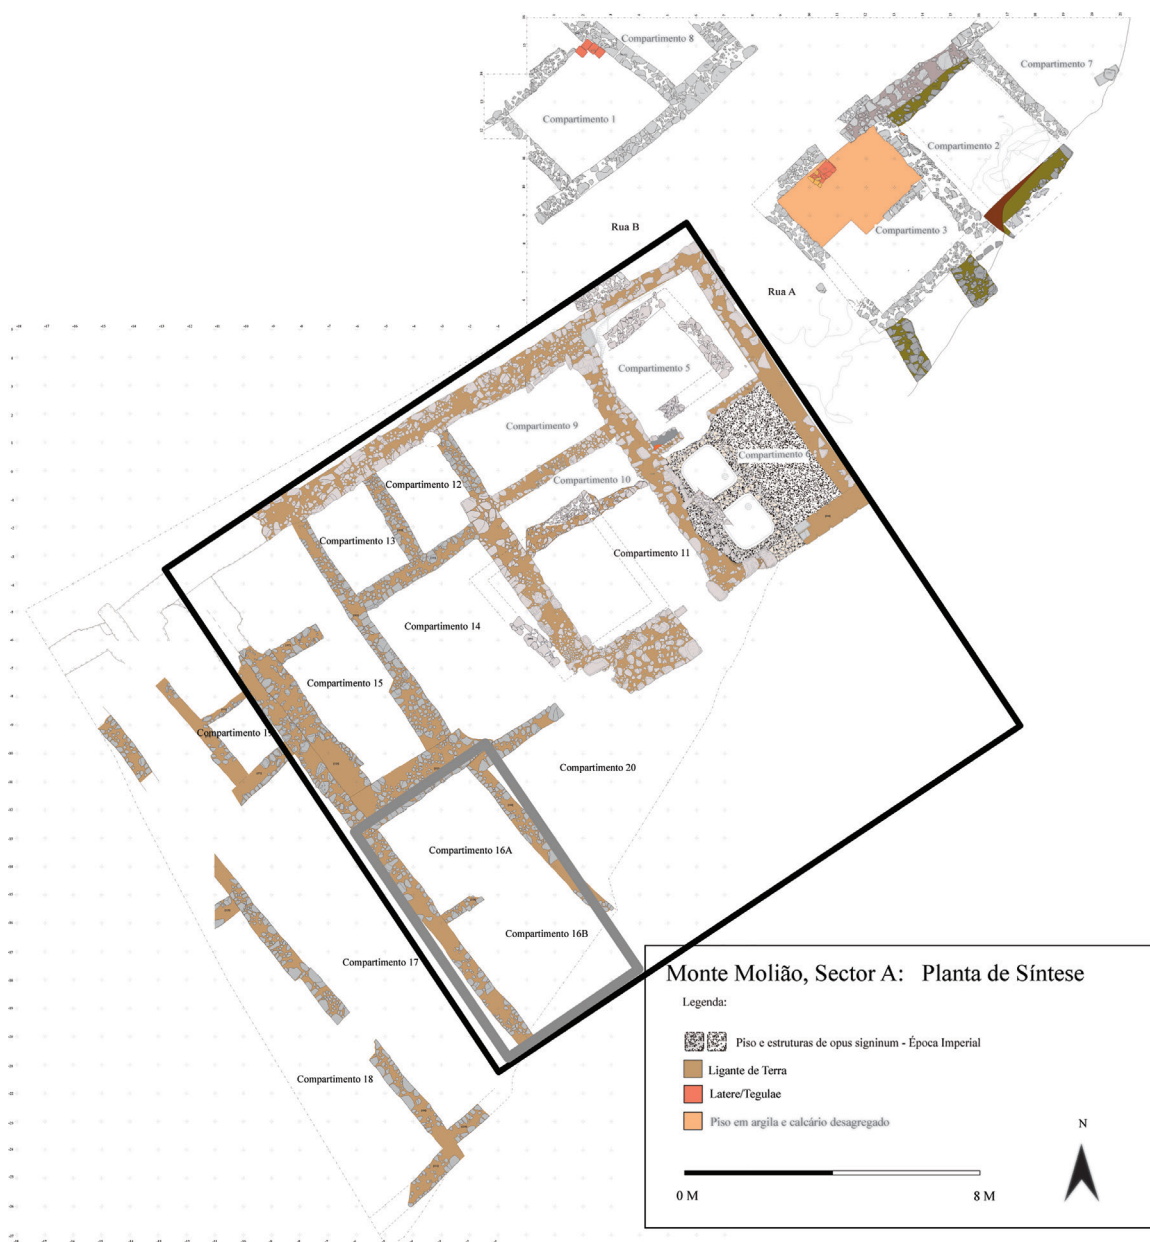 Compartimento 8
Compartimento 7
Compartimento 1
Compartimento 2
Compartimento 3
Rua B
Rua A
Compartimento 5
Compartimento 9
Compartimento 6
Compartimento 10
Compartimento 12
Compartimento 13
Compartimento 11
Compartimento 14
Compartimento 15
Compartimento 19
Compartimento 20
Compartimento 16A
Compartimento 16B
Compartimento 17
Compartimento 18
Monte Molião, Sector A: Planta de Síntese
Legenda:
Piso e estruturas de opus signinum - Época Imperial
Ligante de Terra
Latere/Tegulae
Piso em argila e calcário desagregado
N
0 M
8 M